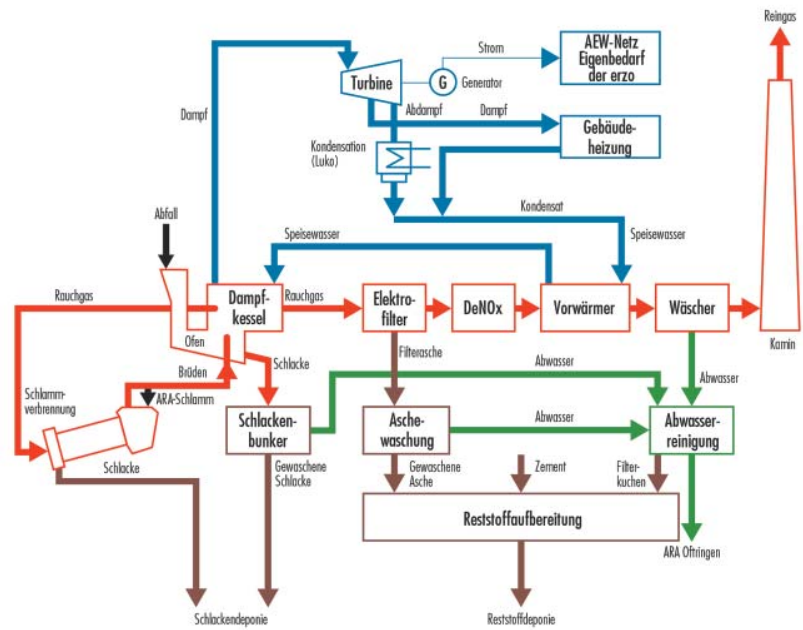 Reingas
Strom
AEW-Netz
Eigenbedarf
der erzo
Turbine
G
Generator
Dampf
Abdampf
Dampf
Kondensation
(Luko)
Gebäude-
heizung
Abfall
Kondensat
Speisewasser
Speisewasser
Rauchgas
Dampf-
kessel
Rauchgas
Elektro-
filter
DeNOx
Vorwärmer
Wäscher
Ofen
Kamin
Filterasche
Schlacke
Brüden
Abwasser
Abwasser
Schlamm-
verbrennung
ARA-Schlamm
Schlacken-
bunker
Asche-
waschung
Abwasser
Abwasser-
reinigung
Schlacke
Gewaschene
Schlacke
Gewaschene
Asche
Zement
Filter-
kuchen
Reststoffaufbereitung
ARA Oftringen
Schlackendeponie
Reststoffdeponie